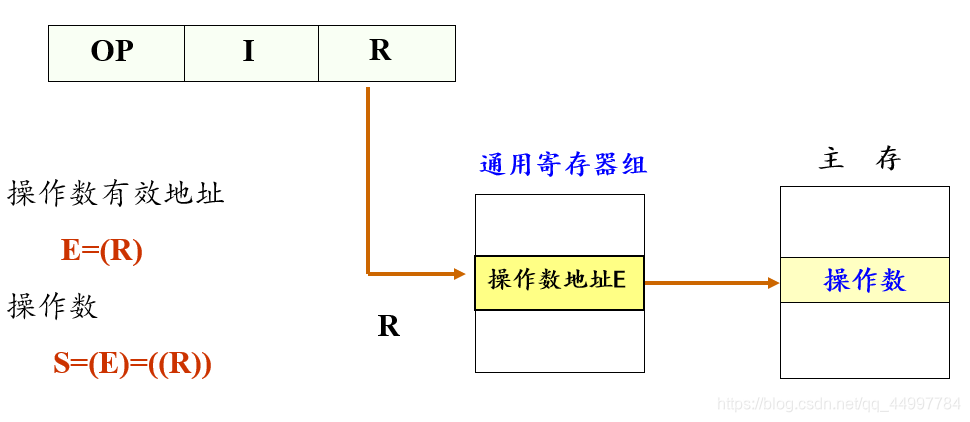 OP I R
通用寄存器组
主 存
操作数有效地址
E=(R)
操作数地址E
操作数
操作数
R
S=(E)=((R))
https://blog.csdn.net/qq_44997784